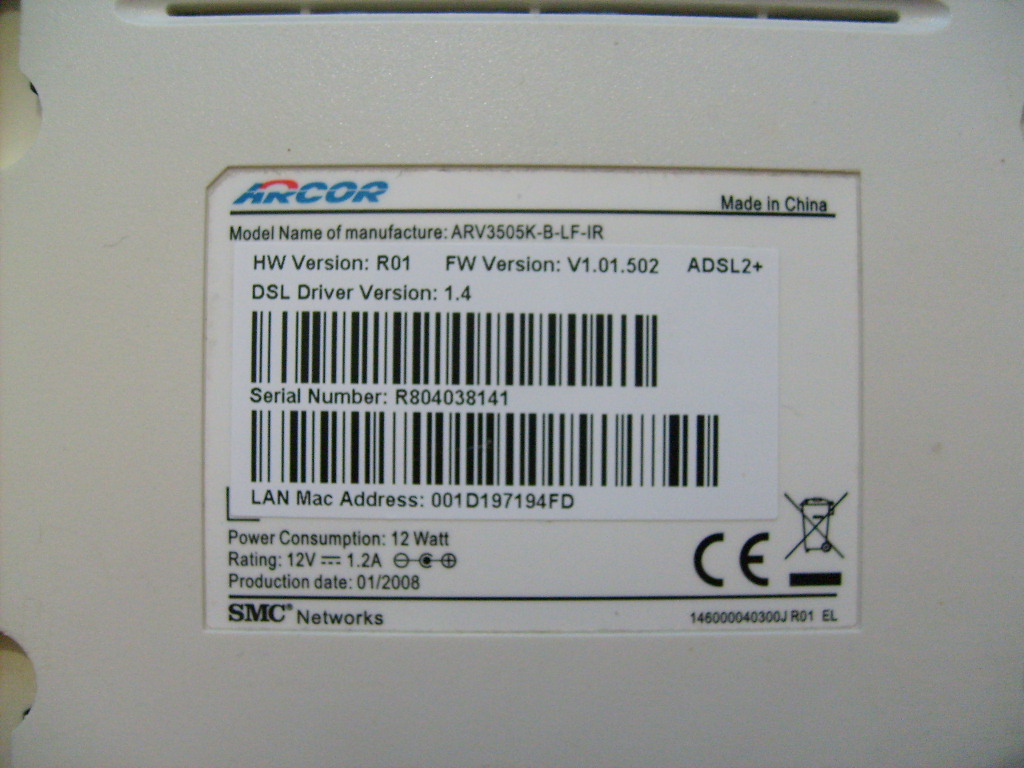 ARCOR
Made in China
Model Name of manufacture: ARV3505K-B-LF-IR
HW Version: R01 FW Version: V1.01.502 ADSL2+
DSL Driver Version: 1.4
Serial Number: R804038141
LAN Mac Address: 001D197194FD
Power Consumption: 12 Watt
Rating: 12V ⎓ 1.2A
Production date: 01/2008
CE
SMC® Networks
146000040300J R01 EL